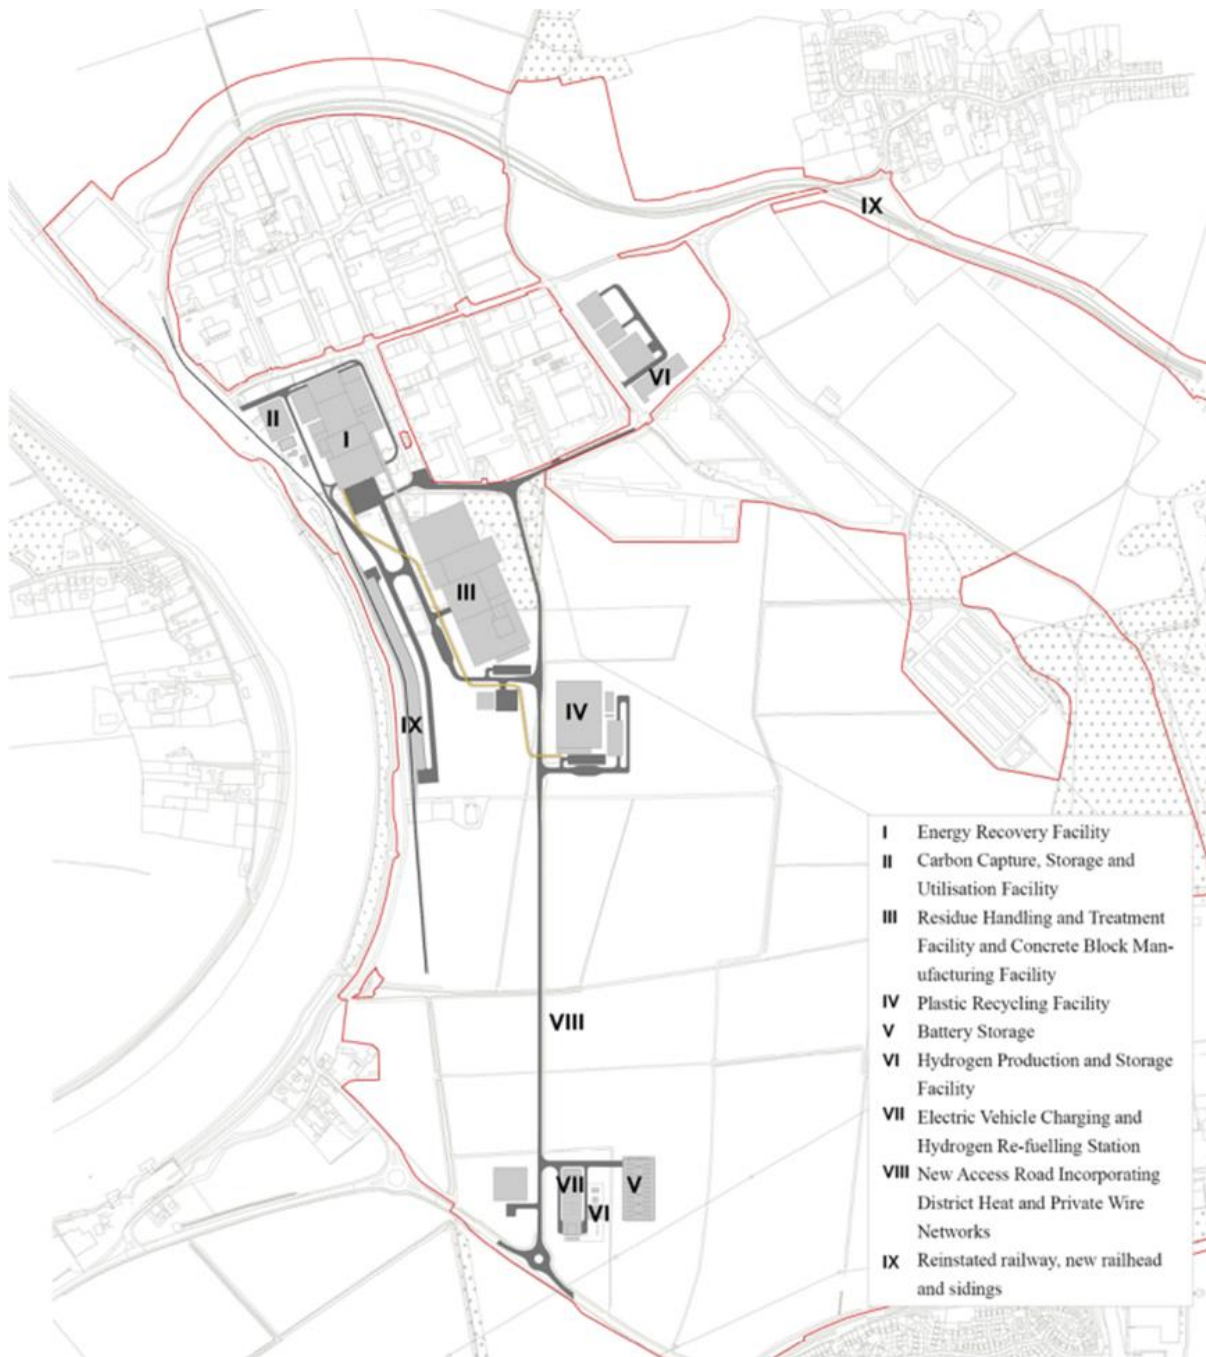 IX
VI
II
I
III
IV
IX
VIII
VII
V
VI
I Energy Recovery Facility
II Carbon Capture, Storage and
Utilisation Facility
III Residue Handling and Treatment
Facility and Concrete Block Man-
ufacturing Facility
IV Plastic Recycling Facility
V Battery Storage
VI Hydrogen Production and Storage
Facility
VII Electric Vehicle Charging and
Hydrogen Re-fuelling Station
VIII New Access Road Incorporating
District Heat and Private Wire
Networks
IX Reinstated railway, new railhead
and sidings